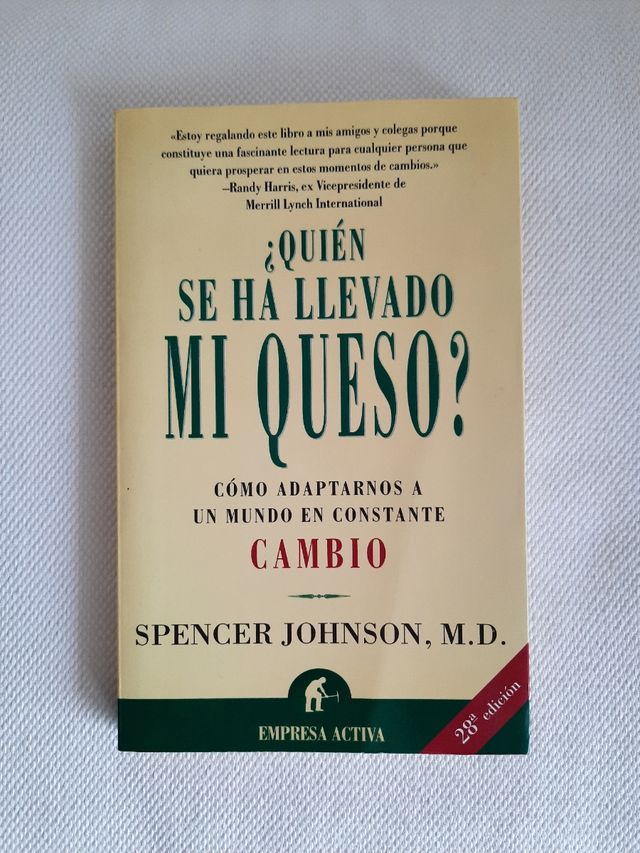 «Estoy regalando este libro a mis amigos y colegas porque
constituye una fascinante lectura para cualquier persona que
quiera prosperar en estos momentos de cambios.»
–Randy Harris, ex Vicepresidente de
Merrill Lynch International
¿QUIÉN
SE HA LLEVADO
MI QUESO?
CÓMO ADAPTARNOS A
UN MUNDO EN CONSTANTE
CAMBIO
SPENCER JOHNSON, M.D.
EMPRESA ACTIVA
28ª edición